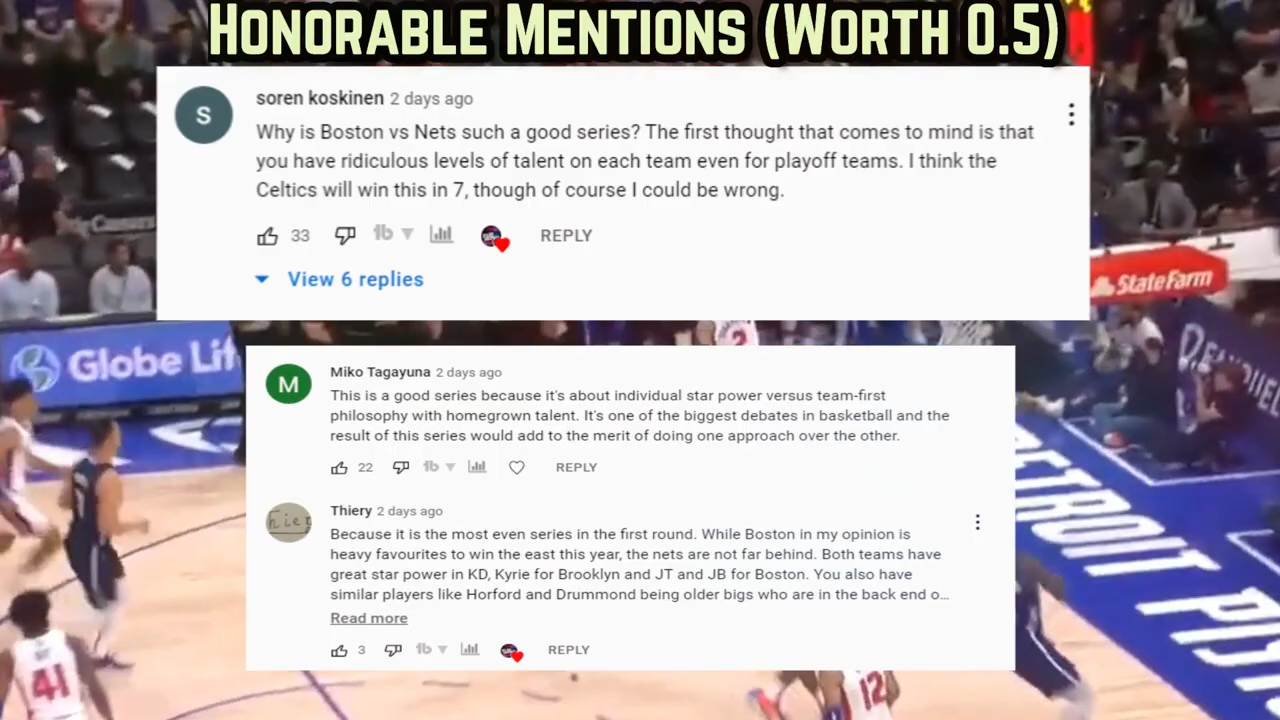 HONORABLE MENTIONS (WORTH 0.5)
S
soren koskinen 2 days ago
Why is Boston vs Nets such a good series? The first thought that comes to mind is that
you have ridiculous levels of talent on each team even for playoff teams. I think the
Celtics will win this in 7, though of course I could be wrong.
33
REPLY
View 6 replies
StateFarm
Globe Lif
2
M
Miko Tagayuna 2 days ago
This is a good series because it's about individual star power versus team-first
philosophy with homegrown talent. It's one of the biggest debates in basketball and the
result of this series would add to the merit of doing one approach over the other.
22
REPLY
Thiery 2 days ago
Because it is the most even series in the first round. While Boston in my opinion is
heavy favourites to win the east this year, the nets are not far behind. Both teams have
great star power in KD, Kyrie for Brooklyn and JT and JB for Boston. You also have
similar players like Horford and Drummond being older bigs who are in the back end o...
Read more
3
REPLY
DETROIT PIST
41
12